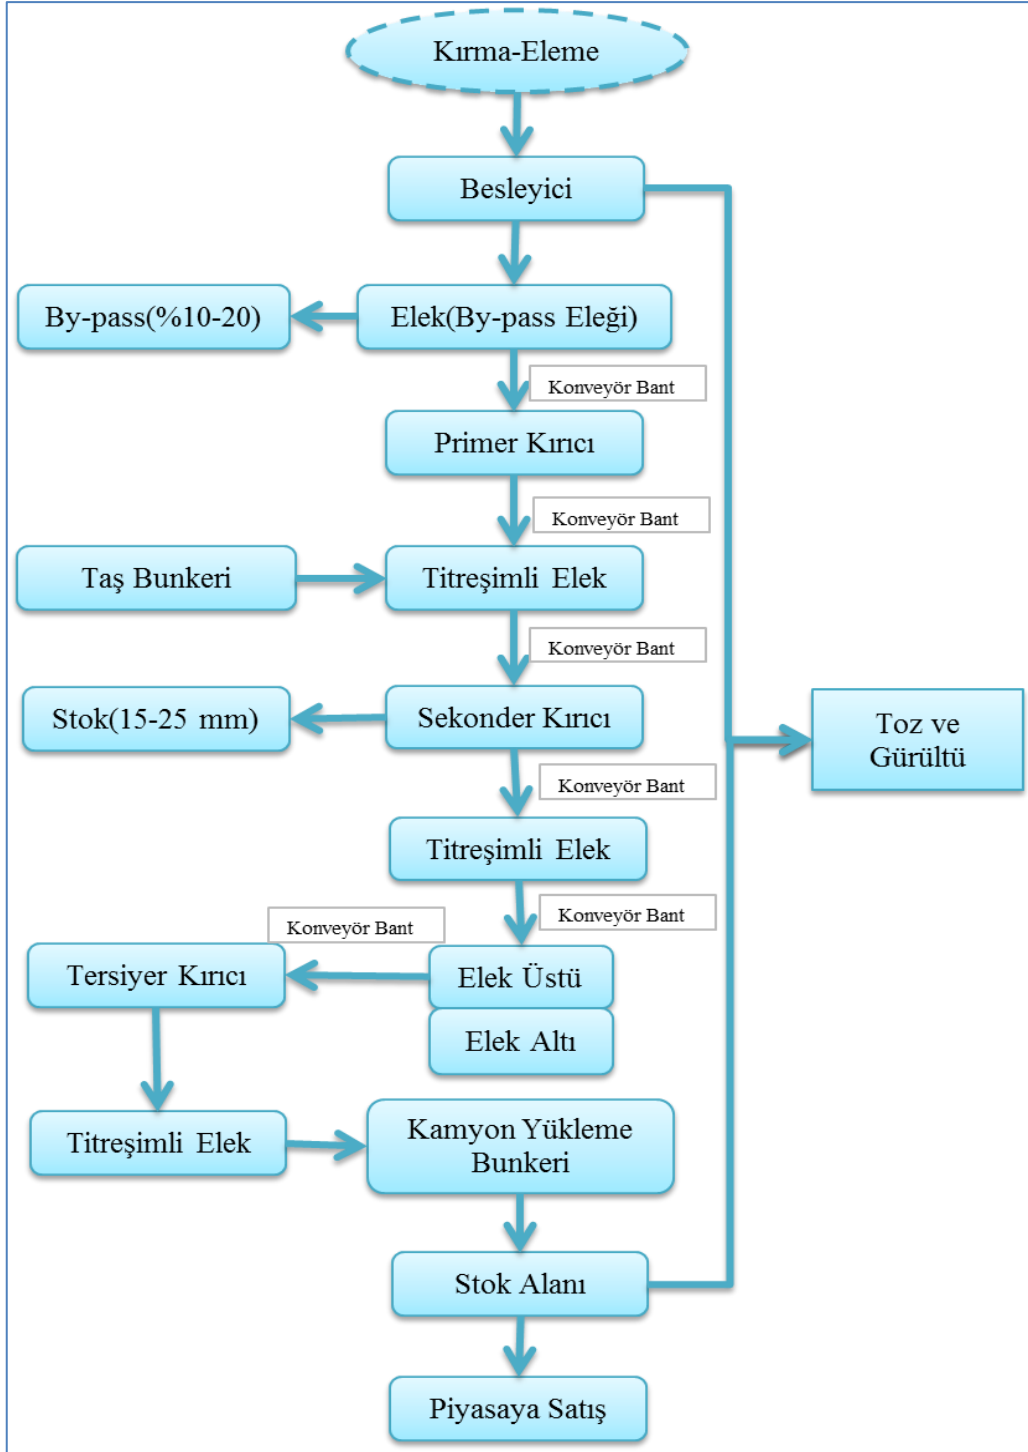 Kırma-Eleme
Besleyici
By-pass(%10-20)
Elek(By-pass Eleği)
Konveyör Bant
Primer Kırıcı
Konveyör Bant
Taş Bunkeri
Titreşimli Elek
Konveyör Bant
Stok(15-25 mm)
Sekonder Kırıcı
Toz ve
Gürültü
Konveyör Bant
Titreşimli Elek
Konveyör Bant
Konveyör Bant
Tersiyer Kırıcı
Elek Üstü
Elek Altı
Titreşimli Elek
Kamyon Yükleme
Bunkeri
Stok Alanı
Piyasaya Satış